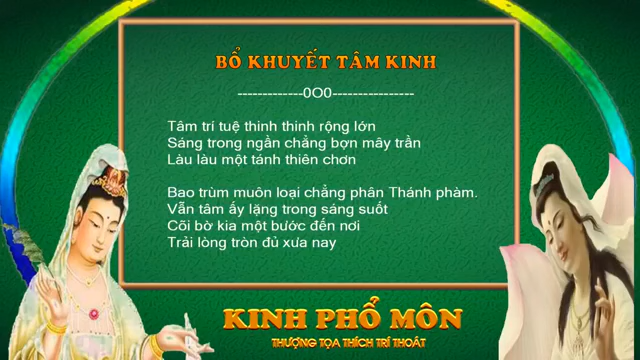 BỔ KHUYẾT TÂM KINH
-------------0O0----------------
Tâm trí tuệ thinh thinh rộng lớn
Sáng trong ngần chẳng bợn mây trần
Làu làu một tánh thiên chơn
Bao trùm muôn loại chẳng phân Thánh phàm.
Vẫn tâm ấy lặng trong sáng suốt
Cõi bờ kia một bước đến nơi
Trải lòng tròn đủ xưa nay
KINH PHỔ MÔN
THƯỢNG TỌA THÍCH TRÍ THOÁT